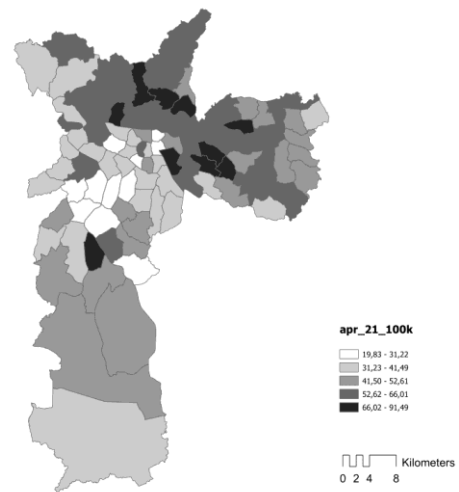 apr_21_100k
19,83 - 31,22
31,23 - 41,49
41,50 - 52,61
52,62 - 66,01
66,02 - 91,49
Kilometers
0 2 4 8